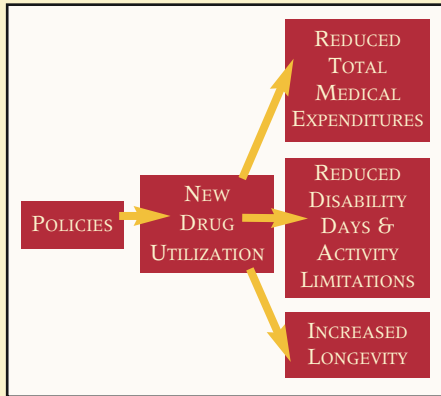 POLICIES
NEW
DRUG
UTILIZATION
REDUCED
TOTAL
MEDICAL
EXPENDITURES
REDUCED
DISABILITY
DAYS &
ACTIVITY
LIMITATIONS
INCREASED
LONGEVITY